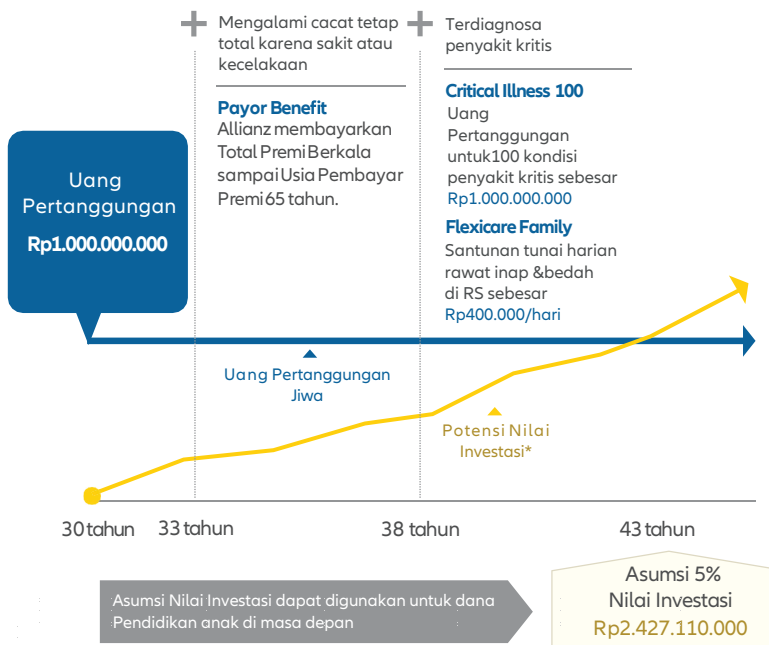 Mengalami cacat tetap
total karena sakit atau
kecelakaan
Payor Benefit
Allianz membayarkan
Total Premi Berkala
sampai Usia Pembayar
Premi 65 tahun.
Terdiagnosa
penyakit kritis
Critical Illness 100
Uang
Pertanggungan
untuk100 kondisi
penyakit kritis sebesar
Rp1.000.000.000
Flexicare Family
Santunan tunai harian
rawat inap &bedah
di RS sebesar
Rp400.000/hari
Uang
Pertanggungan
Rp1.000.000.000
Uang Pertanggungan
Jiwa
Potensi Nilai
Investasi*
30 tahun
33 tahun
38 tahun
43 tahun
Asumsi Nilai Investasi dapat digunakan untuk dana
Pendidikan anak di masa depan
Asumsi 5%
Nilai Investasi
Rp2.427.110.000